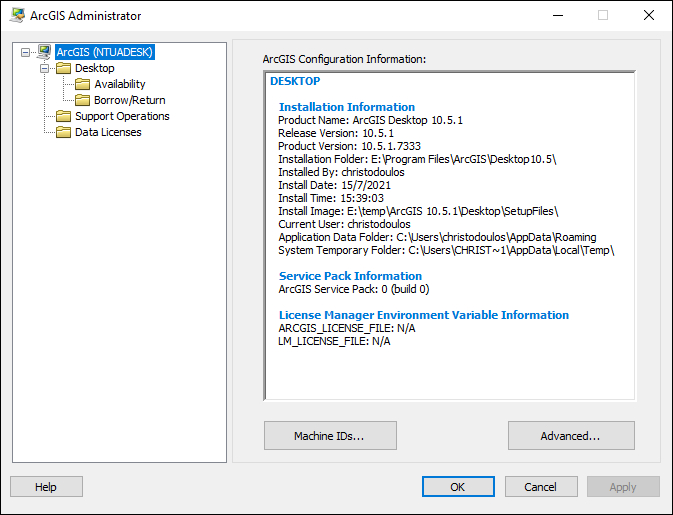 ArcGIS Administrator
ArcGIS (NTUADESK)
Desktop
Availability
Borrow/Return
Support Operations
Data Licenses
ArcGIS Configuration Information:
DESKTOP
Installation Information
Product Name: ArcGIS Desktop 10.5.1
Release Version: 10.5.1
Product Version: 10.5.1.7333
Installation Folder: E:\Program Files\ArcGIS\Desktop10.5\
Installed By: christodoulos
Install Date: 15/7/2021
Install Time: 15:39:03
Install Image: E:\temp\ArcGIS 10.5.1\Desktop\SetupFiles\
Current User: christodoulos
Application Data Folder: C:\Users\christodoulos\AppData\Roaming
System Temporary Folder: C:\Users\CHRIST~1\AppData\Local\Temp\
Service Pack Information
ArcGIS Service Pack: 0 (build 0)
License Manager Environment Variable Information
ARCGIS_LICENSE_FILE: N/A
LM_LICENSE_FILE: N/A
Machine IDs...
Advanced...
Help
OK
Cancel
Apply